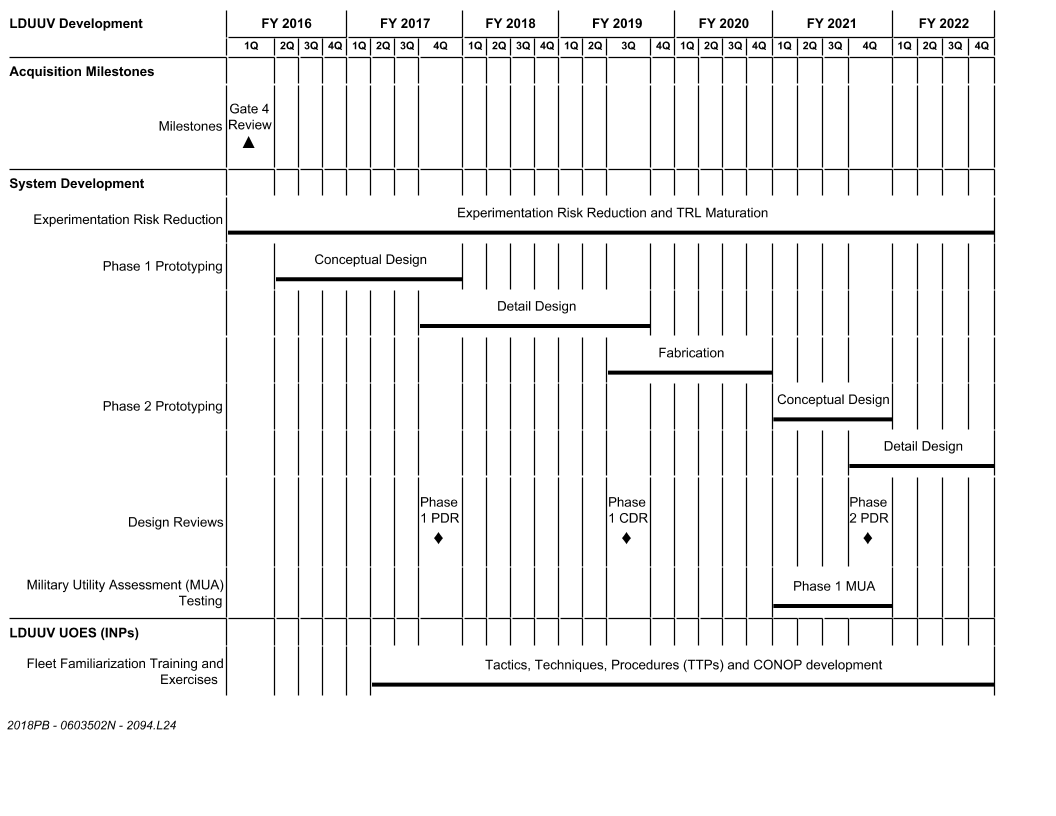 LDUUV Development FY 2016 FY 2017 FY 2018 FY 2019 FY 2020 FY 2021 FY 2022
1Q 2Q 3Q 4Q 1Q 2Q 3Q 4Q 1Q 2Q 3Q 4Q 1Q 2Q 3Q 4Q 1Q 2Q 3Q 4Q 1Q 2Q 3Q 4Q 1Q 2Q 3Q 4Q
Acquisition Milestones
Milestones
Gate 4
Review
System Development
Experimentation Risk Reduction
Experimentation Risk Reduction and TRL Maturation
Phase 1 Prototyping
Conceptual Design
Detail Design
Fabrication
Phase 2 Prototyping
Conceptual Design
Detail Design
Design Reviews
Phase
1 PDR
Phase
1 CDR
Phase
2 PDR
Military Utility Assessment (MUA)
Testing
Phase 1 MUA
LDUUV UOES (INPs)
Fleet Familiarization Training and
Exercises
Tactics, Techniques, Procedures (TTPs) and CONOP development
2018PB - 0603502N - 2094.L24